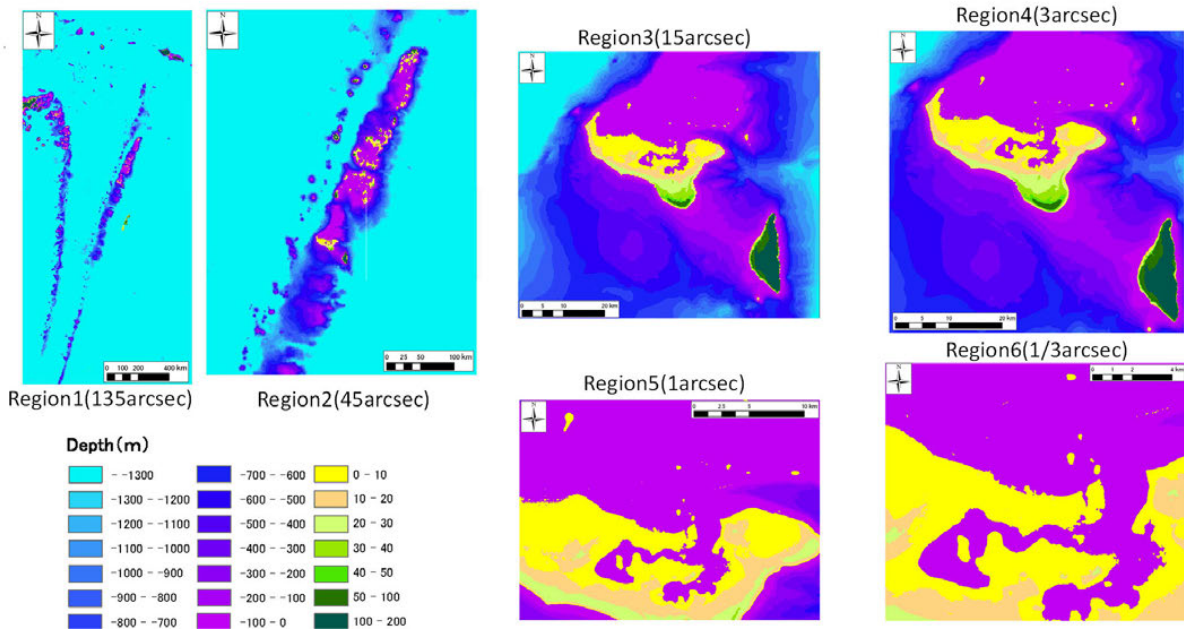 N
N
Region3(15arcsec)
N
Region4(3arcsec)
N
0 100 200 400 km
0 25 50 100 km
0 5 10 20 km
0 5 10 20 km
Region1(135arcsec)
Region2(45arcsec)
Region5(1arcsec)
Region6(1/3arcsec)
N
0 2.5 5 10 km
N
0 1 2 4 km
Depth(m)
- -1300
-1300 - -1200
-1200 - -1100
-1100 - -1000
-1000 - -900
-900 - -800
-800 - -700
-700 - -600
-600 - -500
-500 - -400
-400 - -300
-300 - -200
-200 - -100
-100 - 0
0 - 10
10 - 20
20 - 30
30 - 40
40 - 50
50 - 100
100 - 200